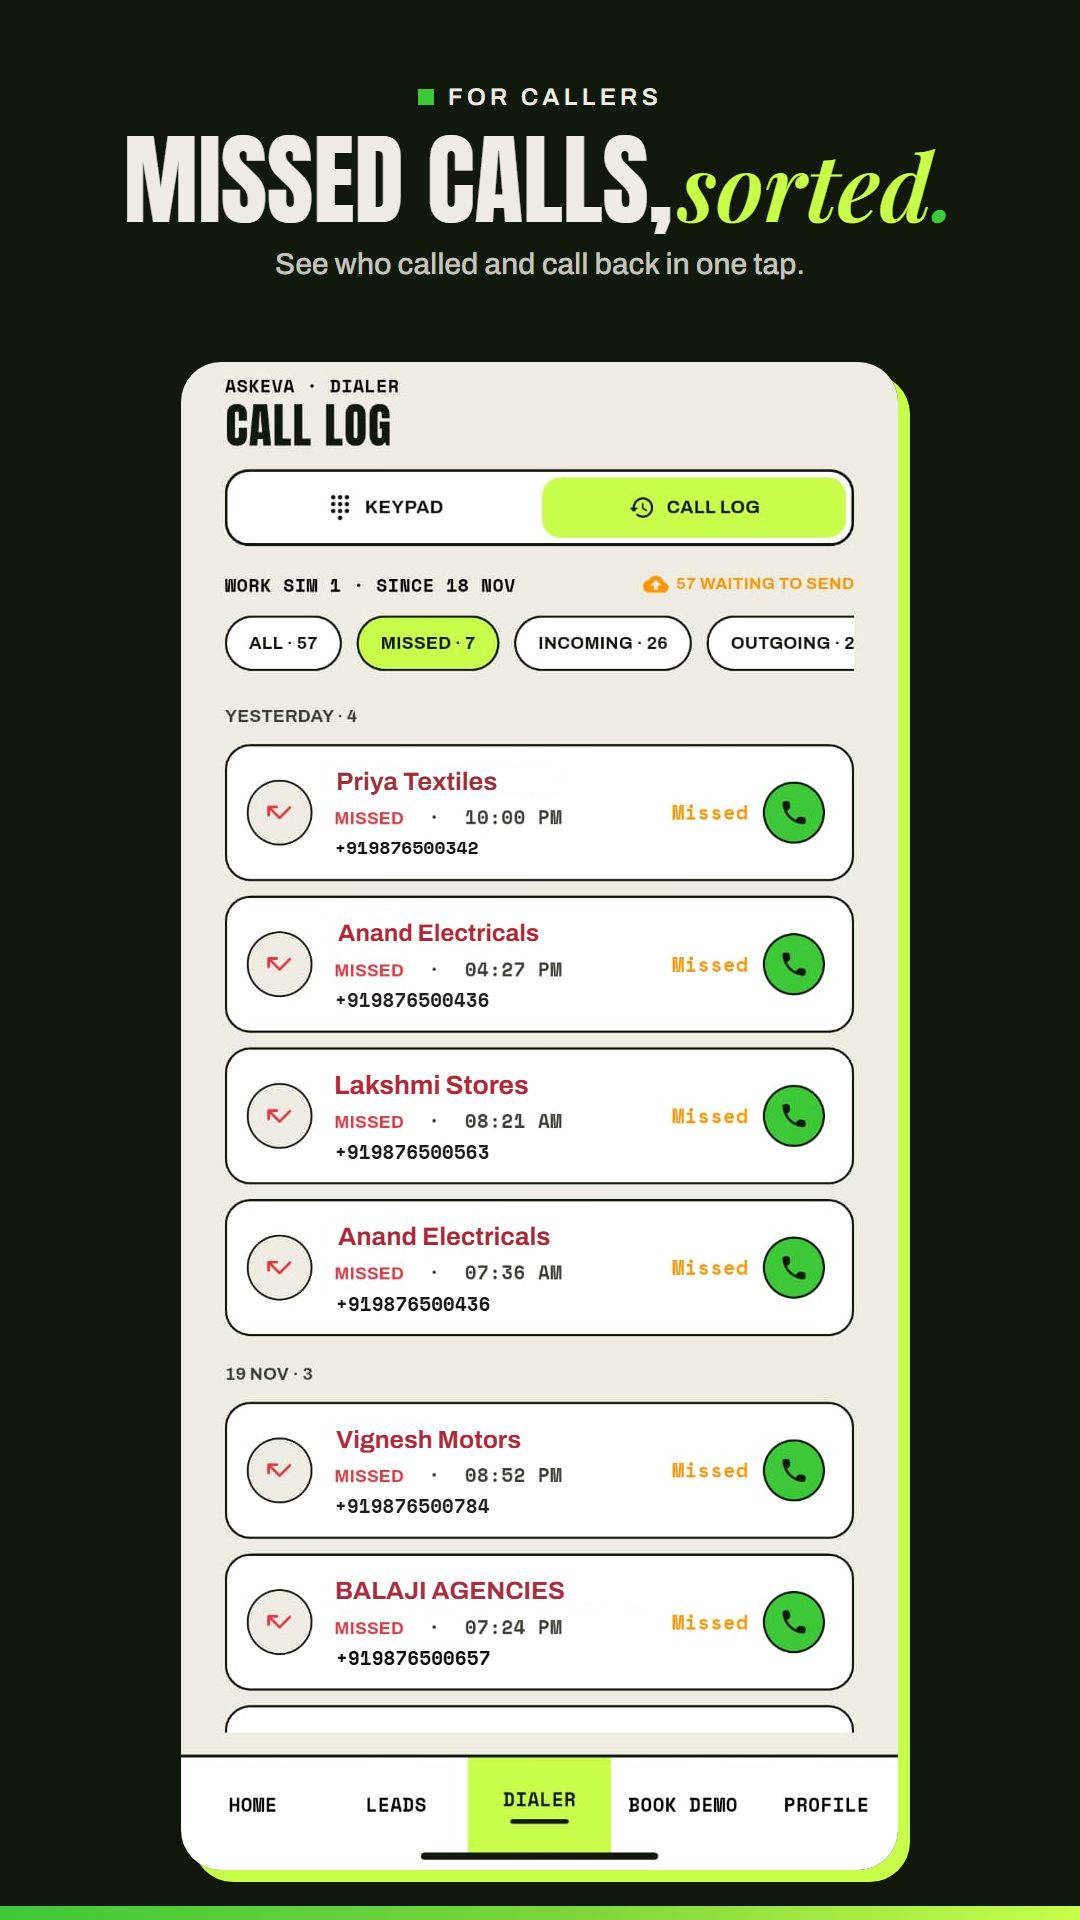 FOR CALLERS
MISSED CALLS, sorted.
See who called and call back in one tap.
ASKEVA · DIALER
CALL LOG
KEYPAD
CALL LOG
WORK SIM 1 · SINCE 18 NOV
57 WAITING TO SEND
ALL · 57
MISSED · 7
INCOMING · 26
OUTGOING · 2
YESTERDAY · 4
Priya Textiles
MISSED · 10:00 PM
+919876500342
Missed
Anand Electricals
MISSED · 04:27 PM
+919876500436
Missed
Lakshmi Stores
MISSED · 08:21 AM
+919876500563
Missed
Anand Electricals
MISSED · 07:36 AM
+919876500436
Missed
19 NOV · 3
Vignesh Motors
MISSED · 08:52 PM
+919876500784
Missed
BALAJI AGENCIES
MISSED · 07:24 PM
+919876500657
Missed
HOME
LEADS
DIALER
BOOK DEMO
PROFILE